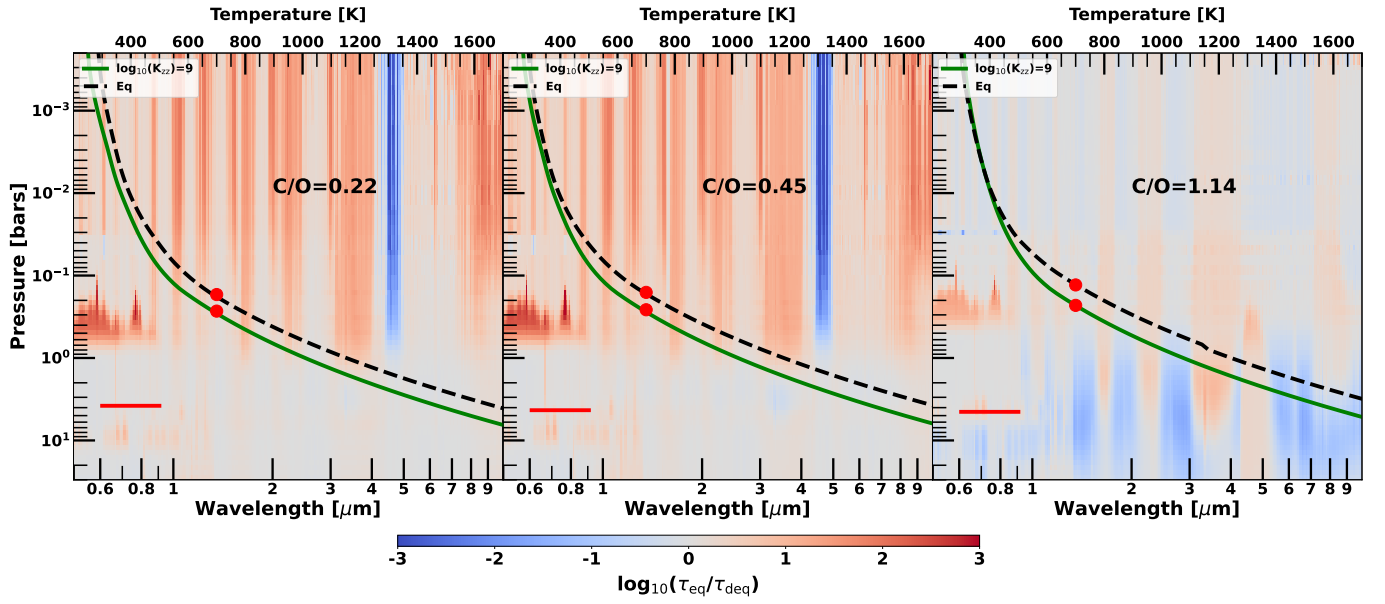 Temperature [K] Temperature [K] Temperature [K]
400 600 800 1000 1200 1400 1600 400 600 800 1000 1200 1400 1600 400 600 800 1000 1200 1400 1600
log₁₀(K_zz)=9 log₁₀(K_zz)=9 log₁₀(K_zz)=9
Eq Eq Eq
10⁻³
C/O=0.22 C/O=0.45 C/O=1.14
10⁻²
Pressure [bars]
10⁻¹
10⁰
10¹
0.6 0.8 1 2 3 4 5 6 7 8 9 0.6 0.8 1 2 3 4 5 6 7 8 9 0.6 0.8 1 2 3 4 5 6 7 8 9
Wavelength [μm] Wavelength [μm] Wavelength [μm]
-3 -2 -1 0 1 2 3
log₁₀(τ_eq/τ_deq)